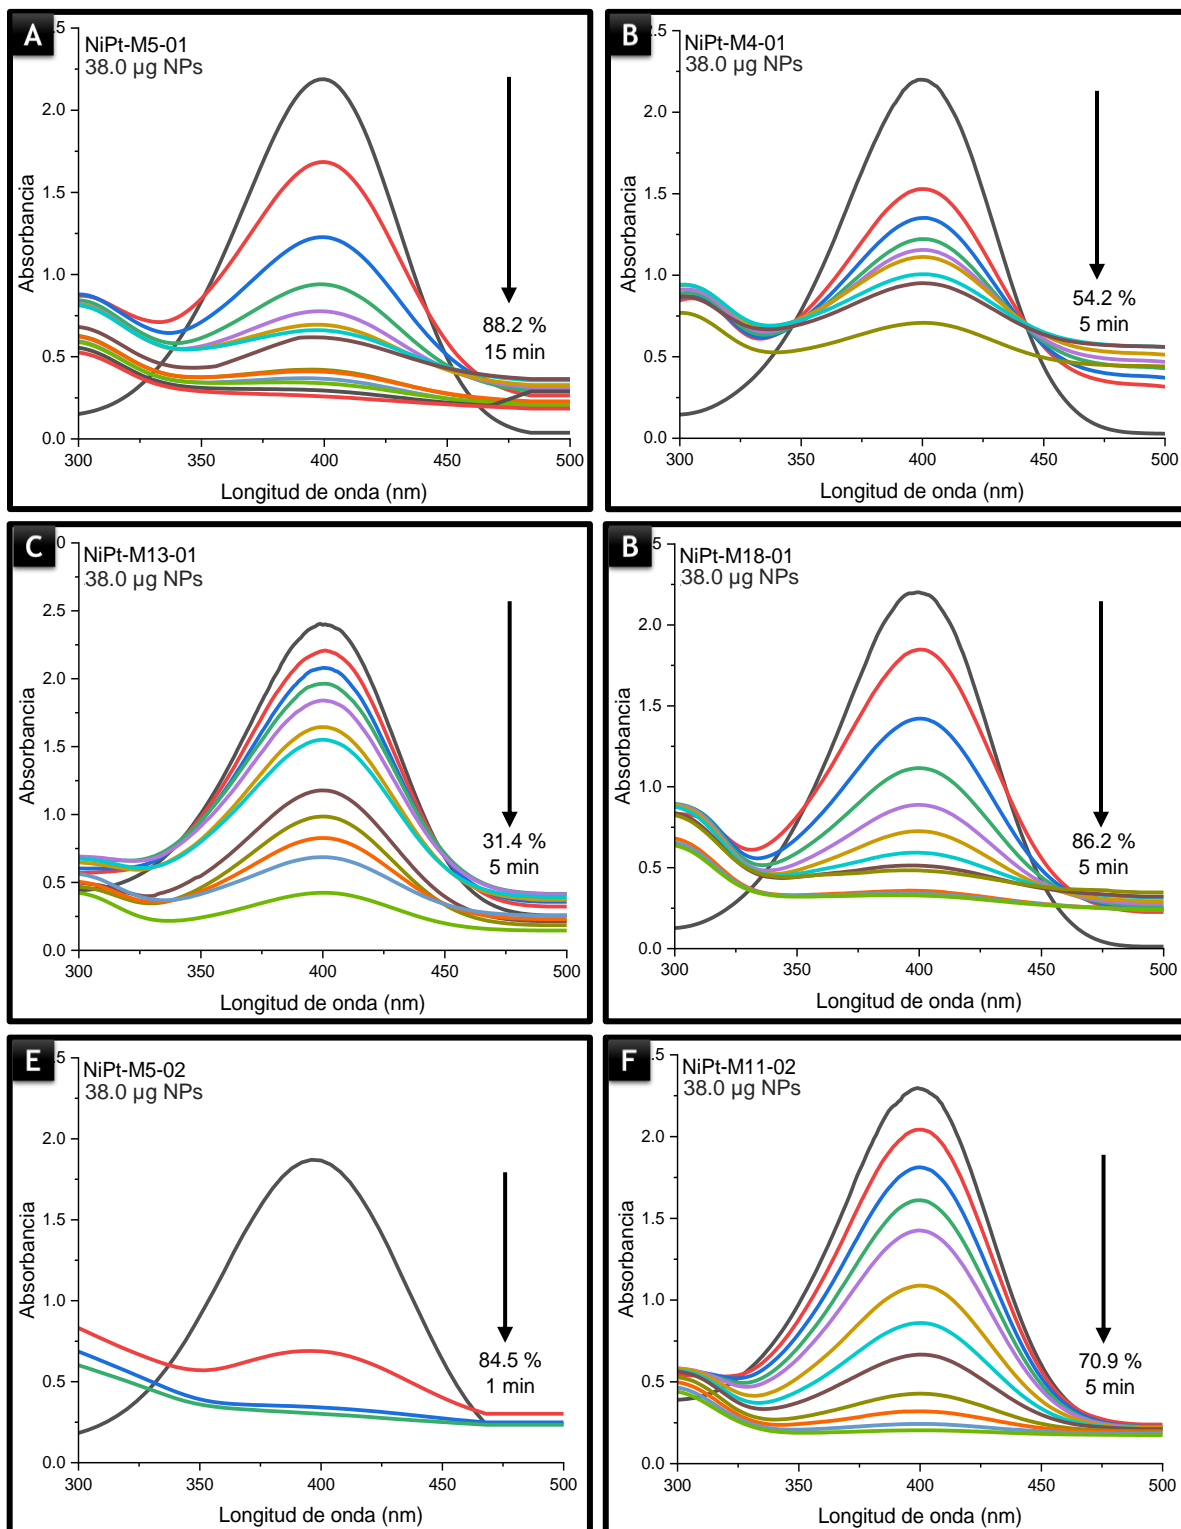 A
NiPt-M5-01
38.0 µg NPs
.5
2.0
1.5
1.0
0.5
0.0
Absorbancia
88.2 %
15 min
300
350
400
450
500
Longitud de onda (nm)
B
NiPt-M4-01
38.0 µg NPs
2.5
2.0
1.5
1.0
0.5
0.0
Absorbancia
54.2 %
5 min
300
350
400
450
500
Longitud de onda (nm)
C
NiPt-M13-01
38.0 µg NPs
.0
2.5
2.0
1.5
1.0
0.5
0.0
Absorbancia
31.4 %
5 min
300
350
400
450
500
Longitud de onda (nm)
B
NiPt-M18-01
38.0 µg NPs
.5
2.0
1.5
1.0
0.5
0.0
Absorbancia
86.2 %
5 min
300
350
400
450
500
Longitud de onda (nm)
E
NiPt-M5-02
38.0 µg NPs
.5
2.0
1.5
1.0
0.5
0.0
Absorbancia
84.5 %
1 min
300
350
400
450
500
Longitud de onda (nm)
F
NiPt-M11-02
38.0 µg NPs
2.5
2.0
1.5
1.0
0.5
0.0
Absorbancia
70.9 %
5 min
300
350
400
450
500
Longitud de onda (nm)